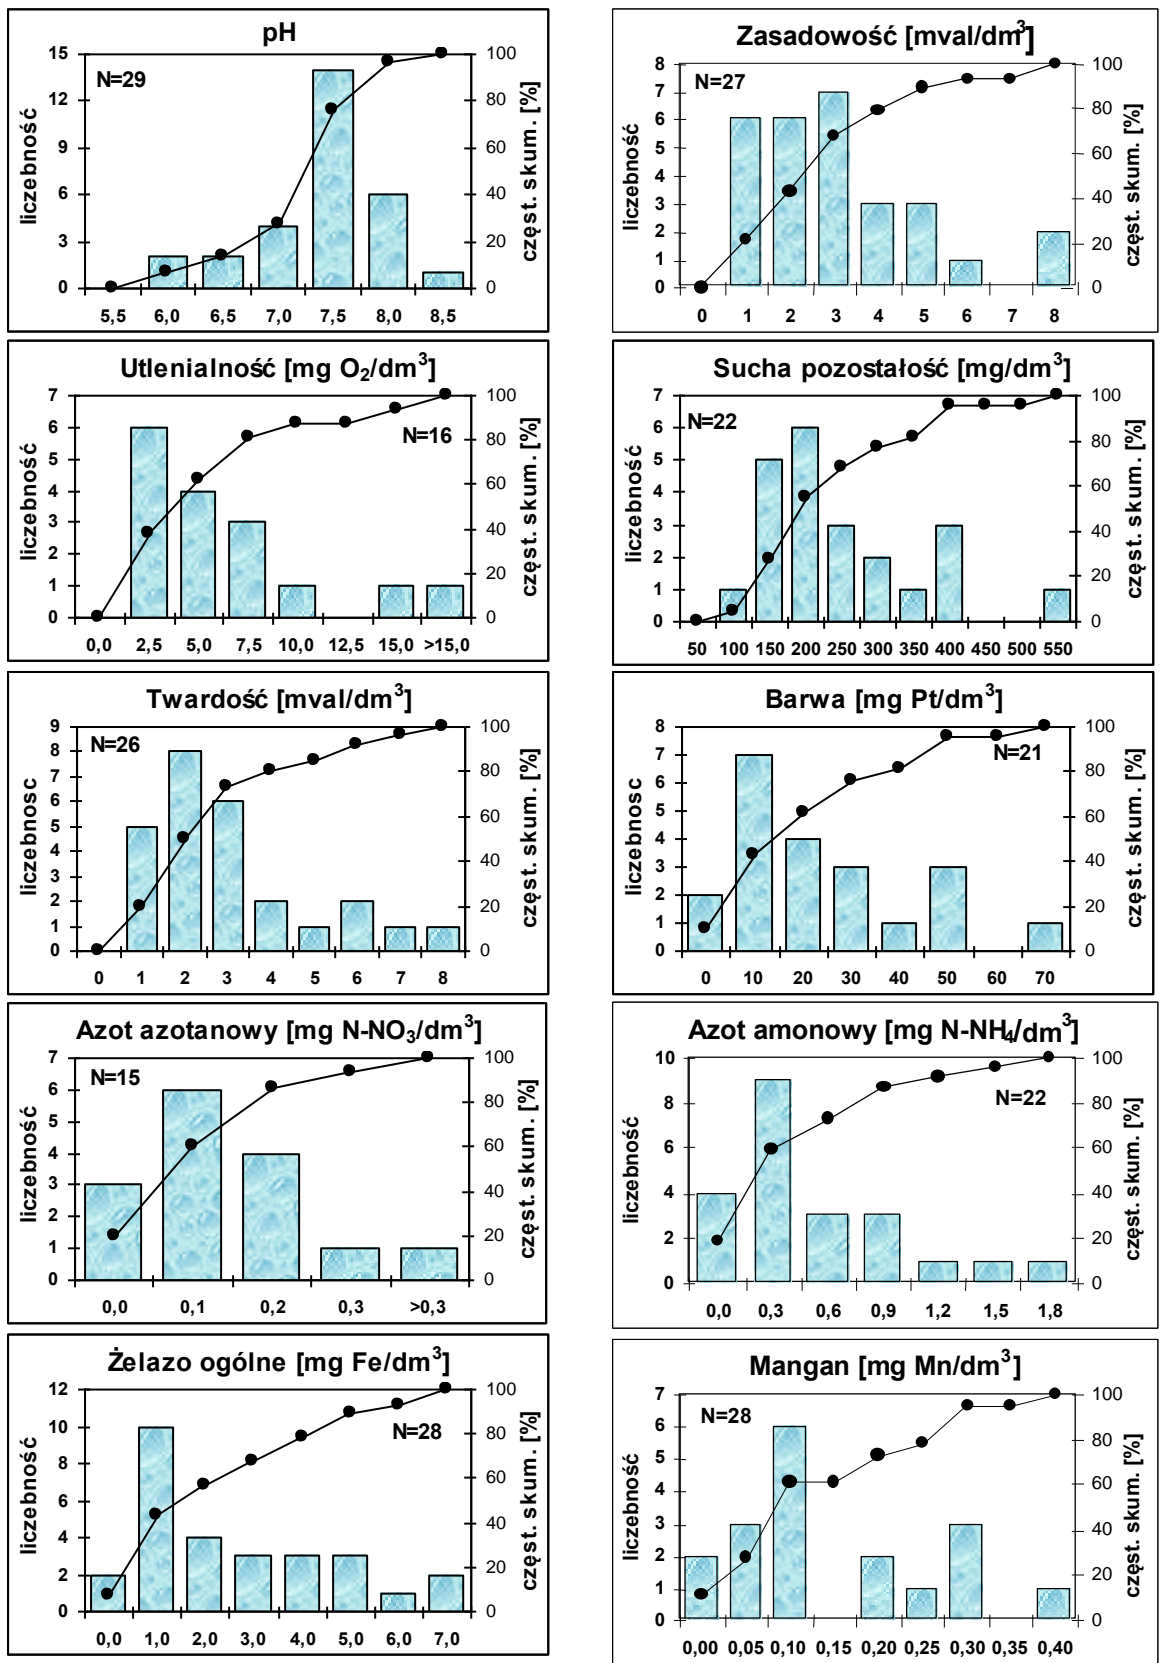 pH
15
12
9
6
3
0
100
80
60
40
20
0
N=29
liczebność
częst. skum. [%]
5,5 6,0 6,5 7,0 7,5 8,0 8,5
Zasadowość [mval/dm³]
8
7
6
5
4
3
2
1
0
100
80
60
40
20
0
N=27
liczebność
częst. skum. [%]
0 1 2 3 4 5 6 7 8
Utlenialność [mg O₂/dm³]
7
6
5
4
3
2
1
0
100
80
60
40
20
0
N=16
liczebność
częst. skum. [%]
0,0 2,5 5,0 7,5 10,0 12,5 15,0 >15,0
Sucha pozostałość [mg/dm³]
7
6
5
4
3
2
1
0
100
80
60
40
20
0
N=22
liczebność
częst. skum. [%]
50 100 150 200 250 300 350 400 450 500 550
Twardość [mval/dm³]
9
8
7
6
5
4
3
2
1
0
100
80
60
40
20
0
N=26
liczebnosc
częst. skum. [%]
0 1 2 3 4 5 6 7 8
Barwa [mg Pt/dm³]
8
7
6
5
4
3
2
1
0
100
80
60
40
20
0
N=21
liczebność
częst. skum. [%]
0 10 20 30 40 50 60 70
Azot azotanowy [mg N-NO₃/dm³]
7
6
5
4
3
2
1
0
100
80
60
40
20
0
N=15
liczebność
częst. skum. [%]
0,0 0,1 0,2 0,3 >0,3
Azot amonowy [mg N-NH₄/dm³]
10
8
6
4
2
0
100
80
60
40
20
0
N=22
liczebność
częst. skum. [%]
0,0 0,3 0,6 0,9 1,2 1,5 1,8
Żelazo ogólne [mg Fe/dm³]
12
10
8
6
4
2
0
100
80
60
40
20
0
N=28
liczebność
częst. skum. [%]
0,0 1,0 2,0 3,0 4,0 5,0 6,0 7,0
Mangan [mg Mn/dm³]
7
6
5
4
3
2
1
0
100
80
60
40
20
0
N=28
liczebność
częst. skum. [%]
0,00 0,05 0,10 0,15 0,20 0,25 0,30 0,35 0,40